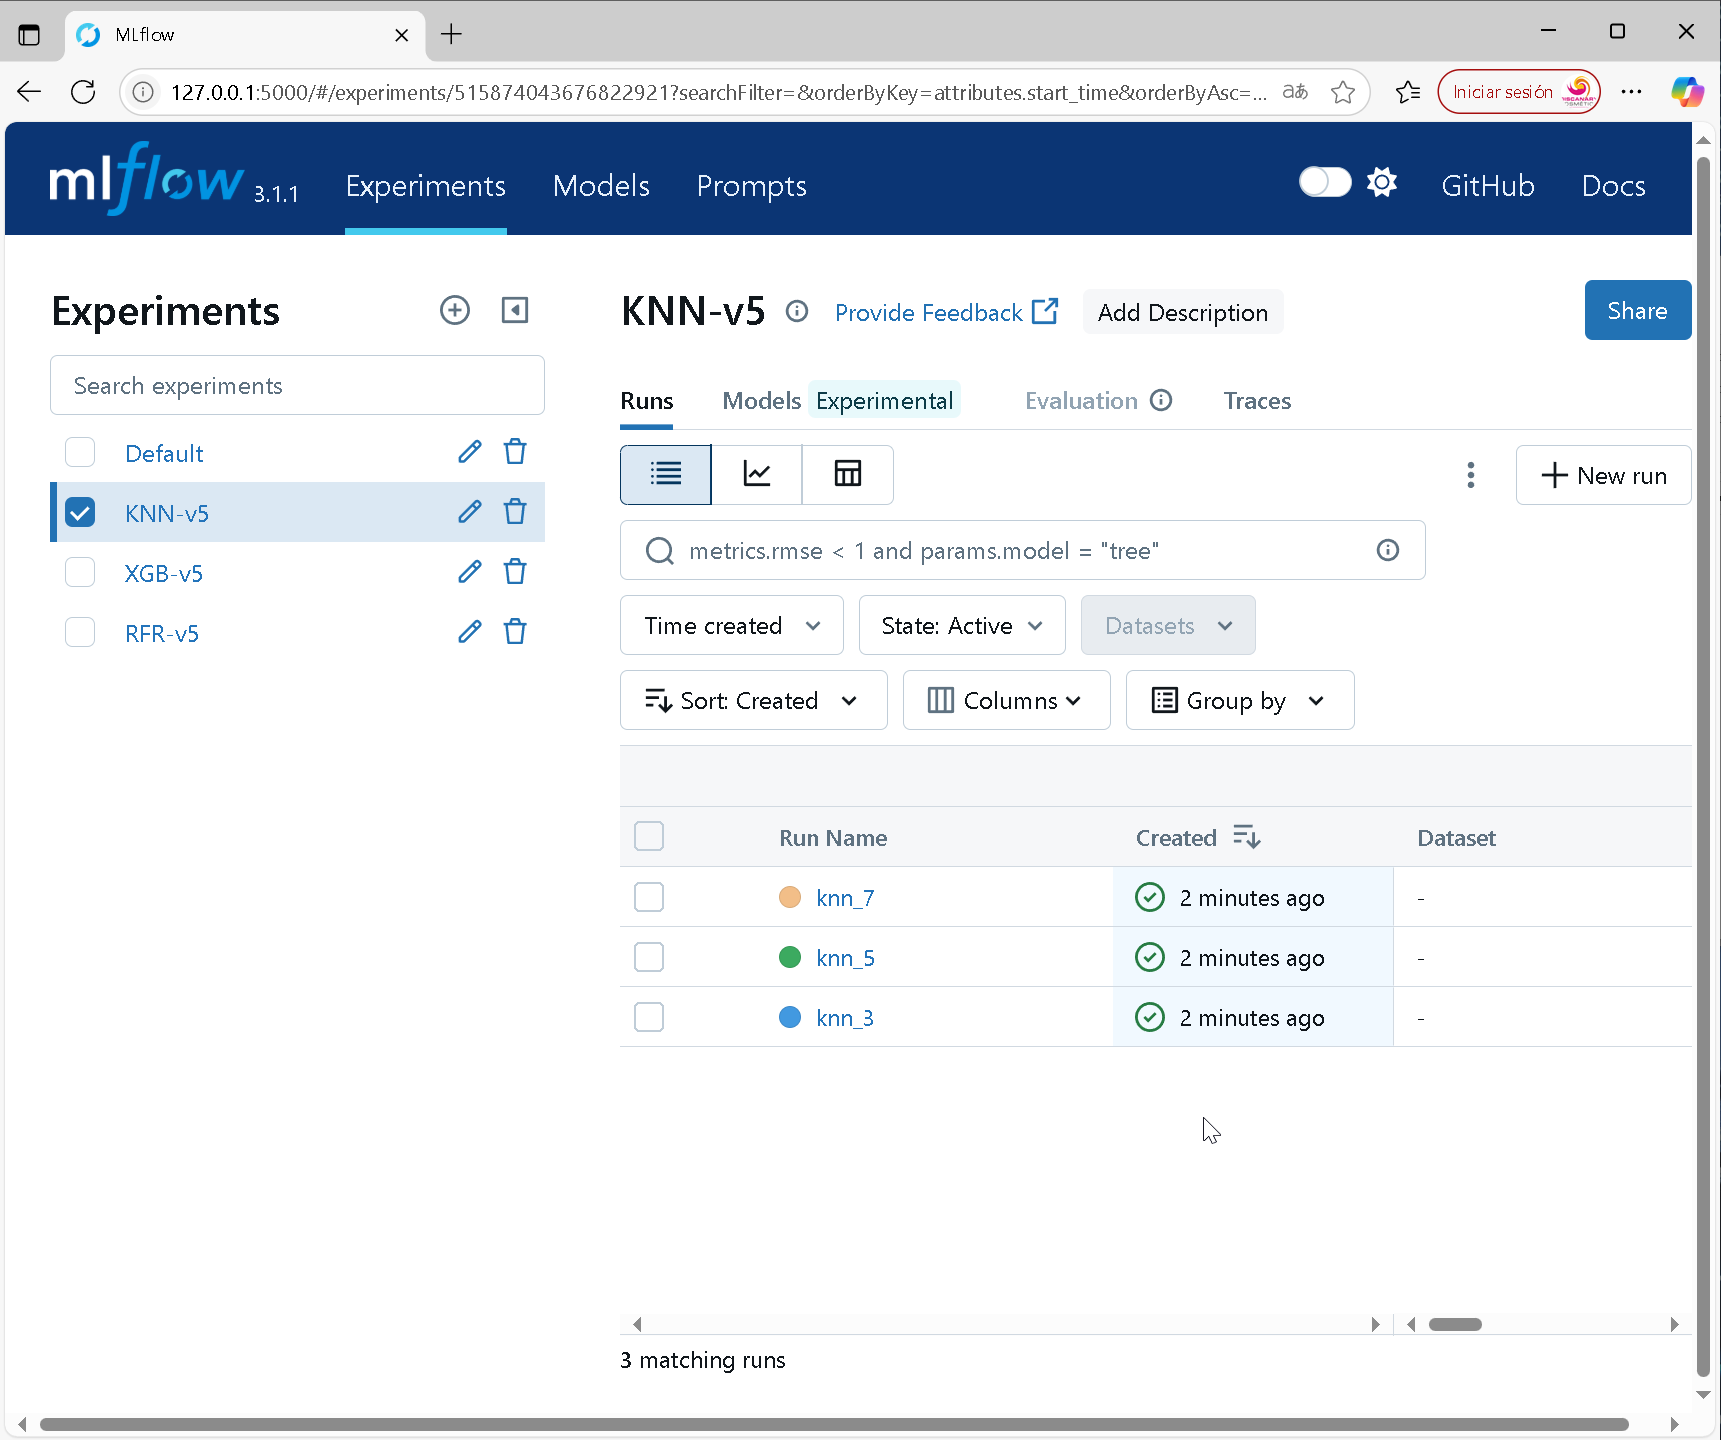 MLflow
127.0.0.1:5000/#/experiments/515874043676822921?searchFilter=&orderByKey=attributes.start_time&orderByAsc=...
aあ
Iniciar sesión
mlflow 3.1.1
Experiments
Models
Prompts
GitHub
Docs
Experiments
Search experiments
Default
KNN-v5
XGB-v5
RFR-v5
KNN-v5
Provide Feedback
Add Description
Share
Runs
Models Experimental
Evaluation
Traces
New run
metrics.rmse < 1 and params.model = "tree"
Time created
State: Active
Datasets
Sort: Created
Columns
Group by
Run Name Created Dataset
knn_7 2 minutes ago -
knn_5 2 minutes ago -
knn_3 2 minutes ago -
3 matching runs